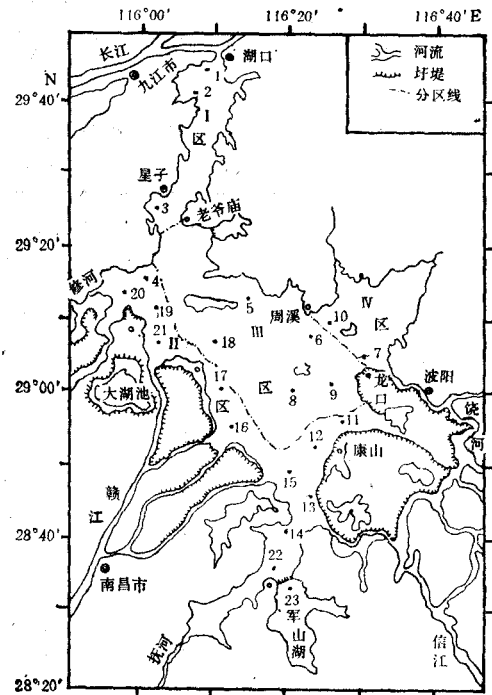 116°00′ 116°20′ 116°40′
N
29°40′
29°20′
29°00′
28°40′
28°20′
河流
圩堤
分区线
长江
九江市
湖口
1
2
I
区
星子
3
老爷庙
修河
4
20
19
21
II
区
5
周溪
10
IV
区
6
7
III
区
18
17
8
9
龙口
波阳
饶
河
大湖池
16
11
12
康山
15
13
赣
江
14
南昌市
22
23
军
山
湖
抚河
信
江